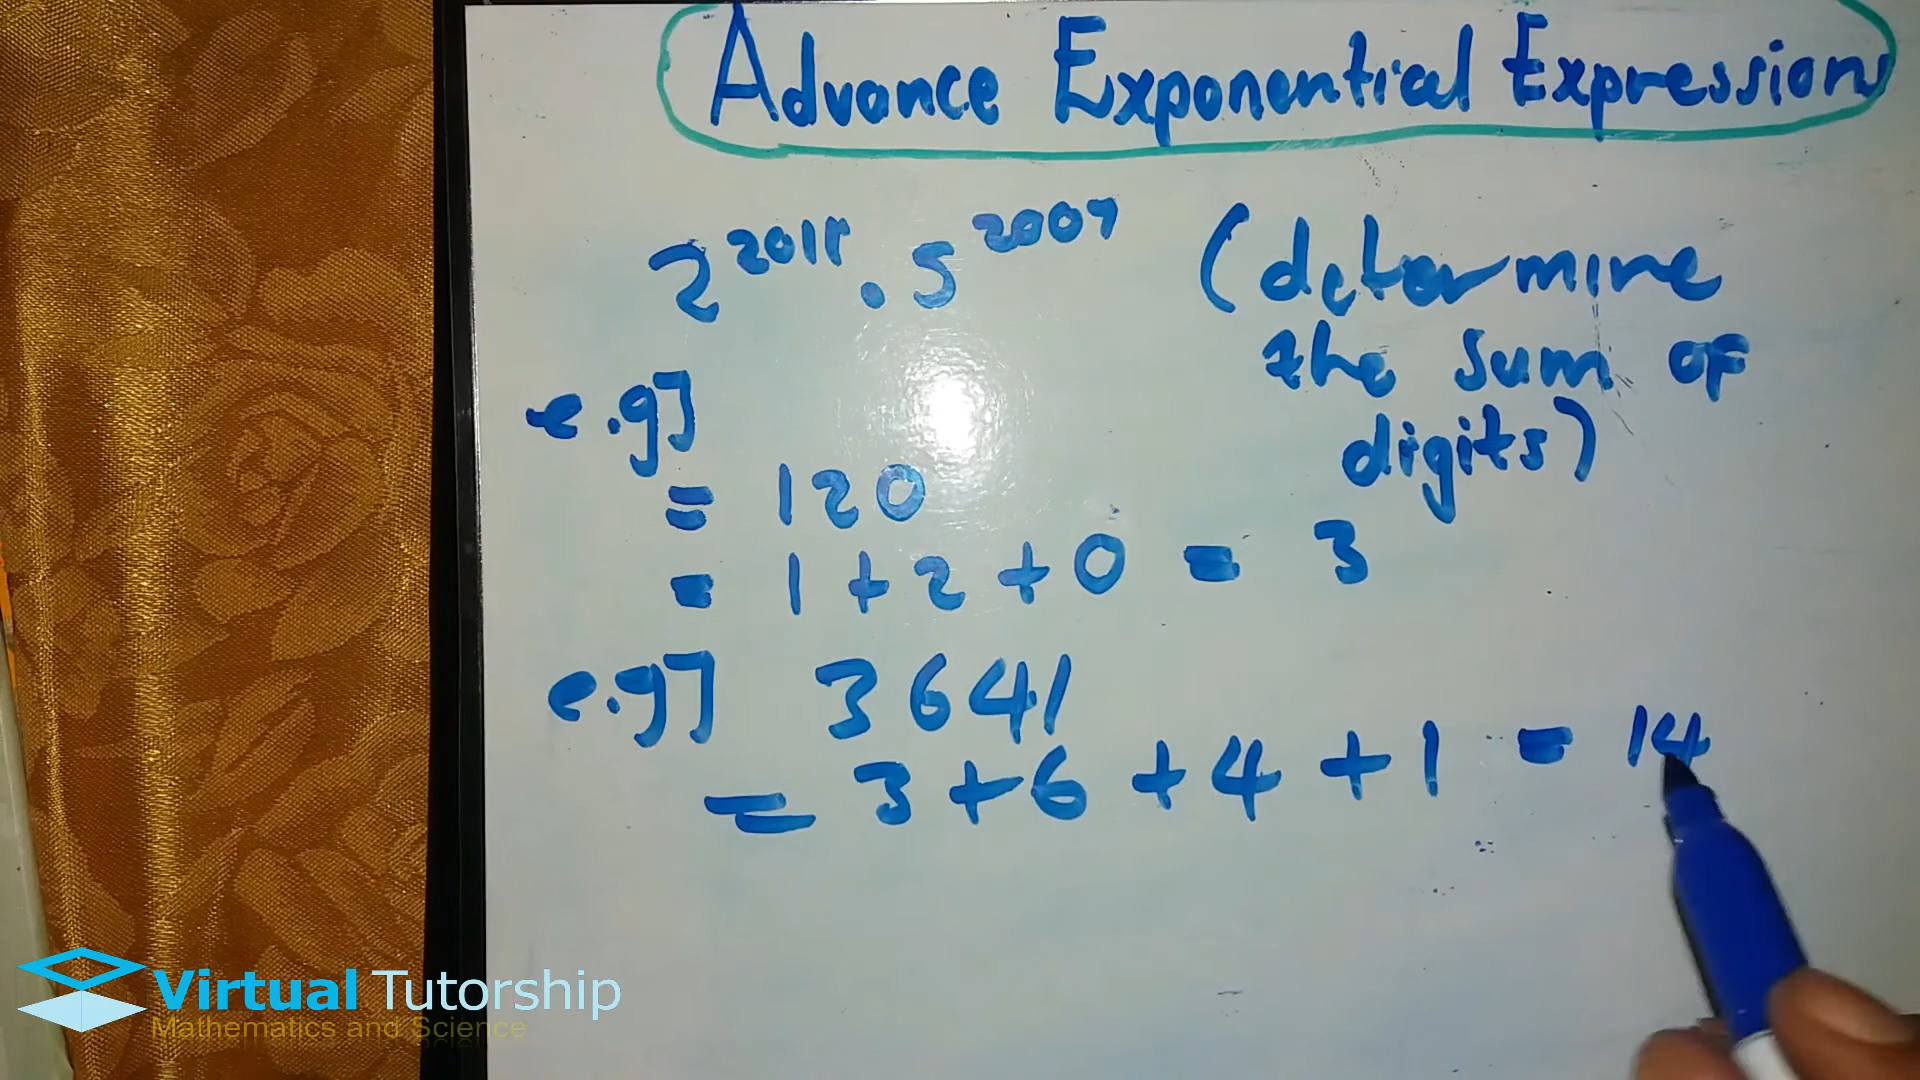 Advance Exponential Expression
2^2011 . 5^2007 (determine
the sum of
digits)
e.g]
= 120
= 1 + 2 + 0 = 3
e.g] 3641
= 3 + 6 + 4 + 1 = 14
Virtual Tutorship
Mathematics and Science